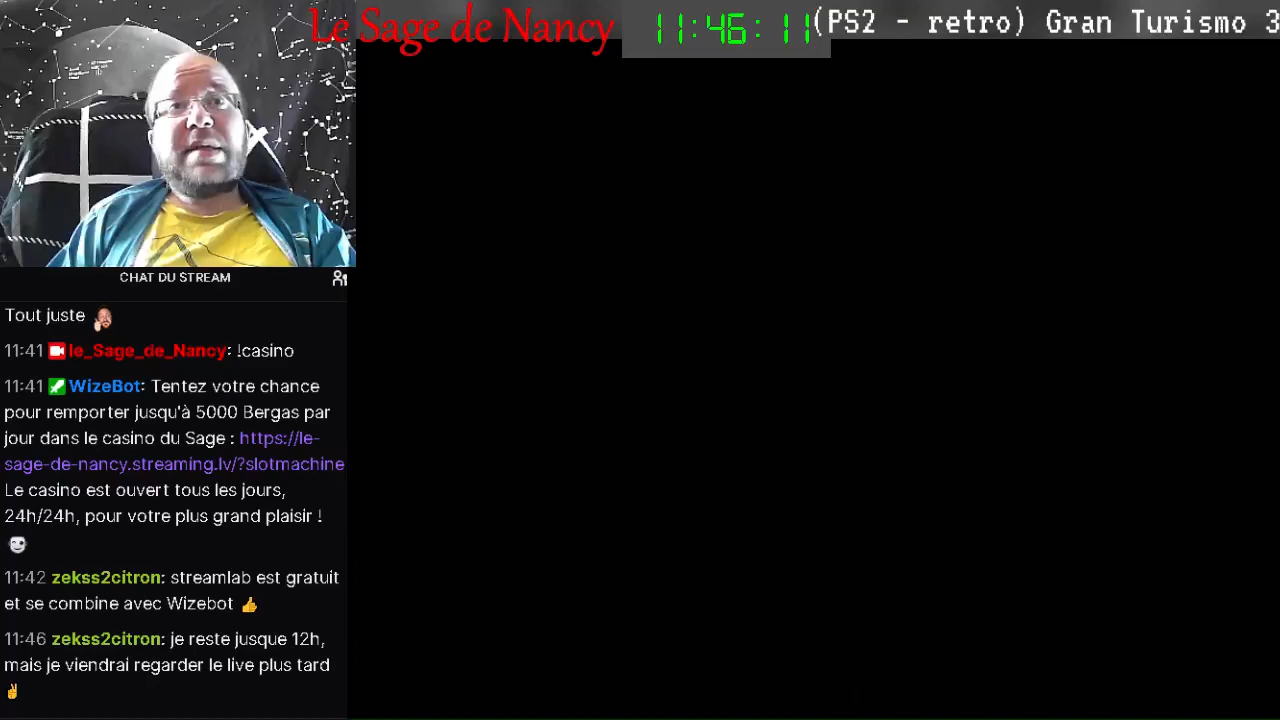 Le Sage de Nancy
11:46:11
(PS2 - retro) Gran Turismo 3
CHAT DU STREAM
Tout juste
11:41 le_Sage_de_Nancy: !casino
11:41 WizeBot: Tentez votre chance
pour remporter jusqu'à 5000 Bergas par
jour dans le casino du Sage : https://le-
sage-de-nancy.streaming.lv/?slotmachine
Le casino est ouvert tous les jours,
24h/24h, pour votre plus grand plaisir !
11:42 zekss2citron: streamlab est gratuit
et se combine avec Wizebot 👍
11:46 zekss2citron: je reste jusque 12h,
mais je viendrai regarder le live plus tard
✌